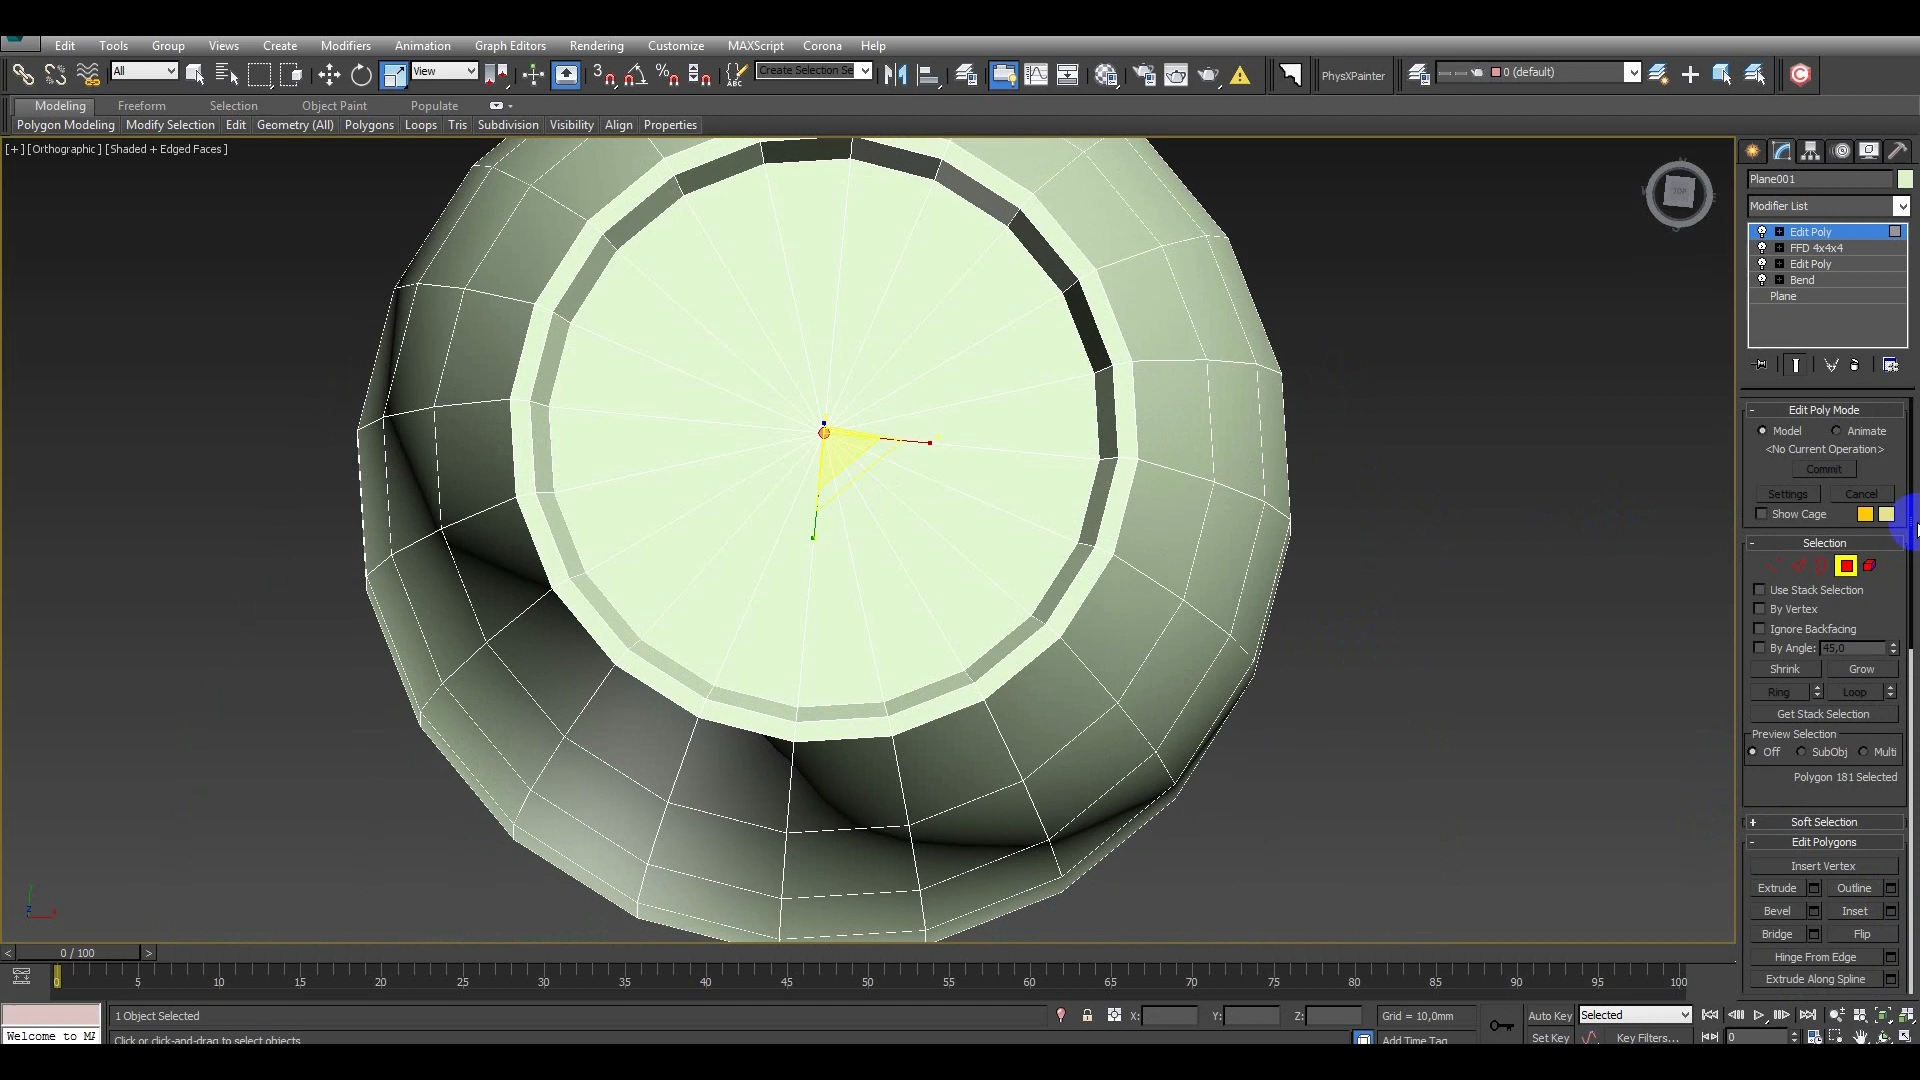 Edit Tools Group Views Create Modifiers Animation Graph Editors Rendering Customize MAXScript Corona Help
All View 3 ABC Create Selection Se PhysXPainter 0 (default)
Modeling Freeform Selection Object Paint Populate
Polygon Modeling Modify Selection Edit Geometry (All) Polygons Loops Tris Subdivision Visibility Align Properties
[+][Orthographic][Shaded + Edged Faces]
TOP
Plane001
Modifier List
Edit Poly
FFD 4x4x4
Edit Poly
Bend
Plane
- Edit Poly Mode
Model Animate
<No Current Operation>
Commit
Settings Cancel
Show Cage
- Selection
Use Stack Selection
By Vertex
Ignore Backfacing
By Angle: 45,0
Shrink Grow
Ring Loop
Get Stack Selection
Preview Selection
Off SubObj Multi
Polygon 181 Selected
+ Soft Selection
- Edit Polygons
Insert Vertex
Extrude Outline
Bevel Inset
Bridge Flip
Hinge From Edge
Extrude Along Spline
< 0 / 100 >
0 5 10 15 20 25 30 35 40 45 50 55 60 65 70 75 80 85 90 95 100
1 Object Selected X: Y: Z: Grid = 10,0mm Auto Key Selected
Welcome to MA Click or click-and-drag to select objects Add Time Tag Set Key Key Filters... 0